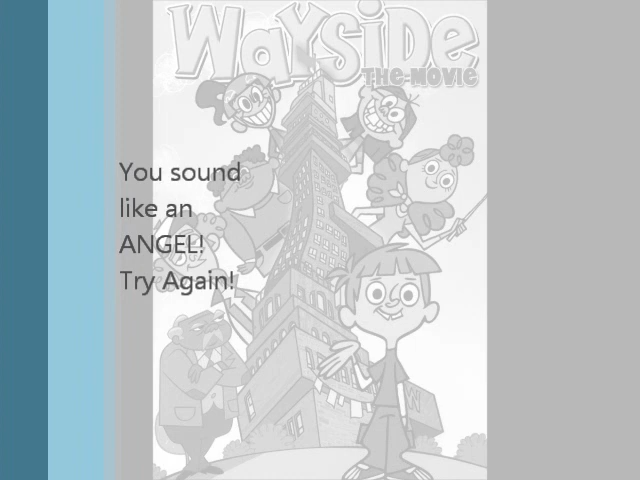 WaySide
THE MOVIE
You sound
like an
ANGEL!
Try Again!
W